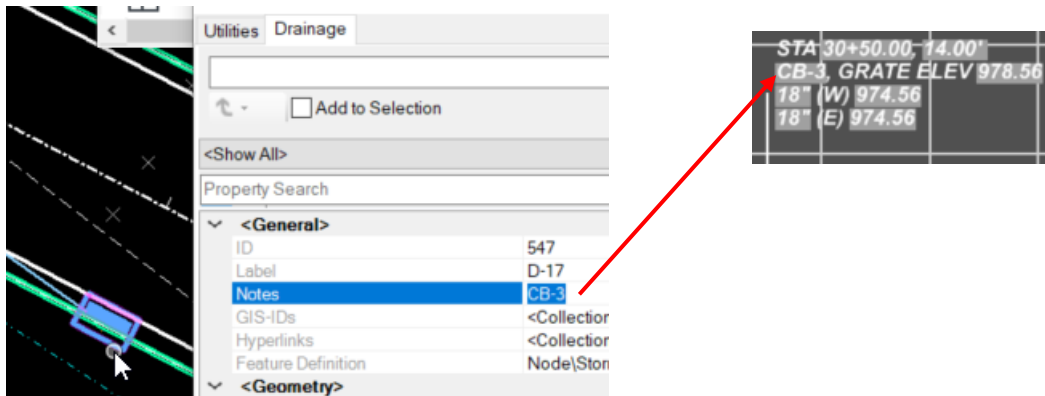 Utilities Drainage
Add to Selection
<Show All>
Property Search
<General>
ID 547
Label D-17
Notes CB-3
GIS-IDs <Collection
Hyperlinks <Collection
Feature Definition Node\Stor
<Geometry>
STA 30+50.00, 14.00'
CB-3, GRATE ELEV 978.56
18" (W) 974.56
18" (E) 974.56